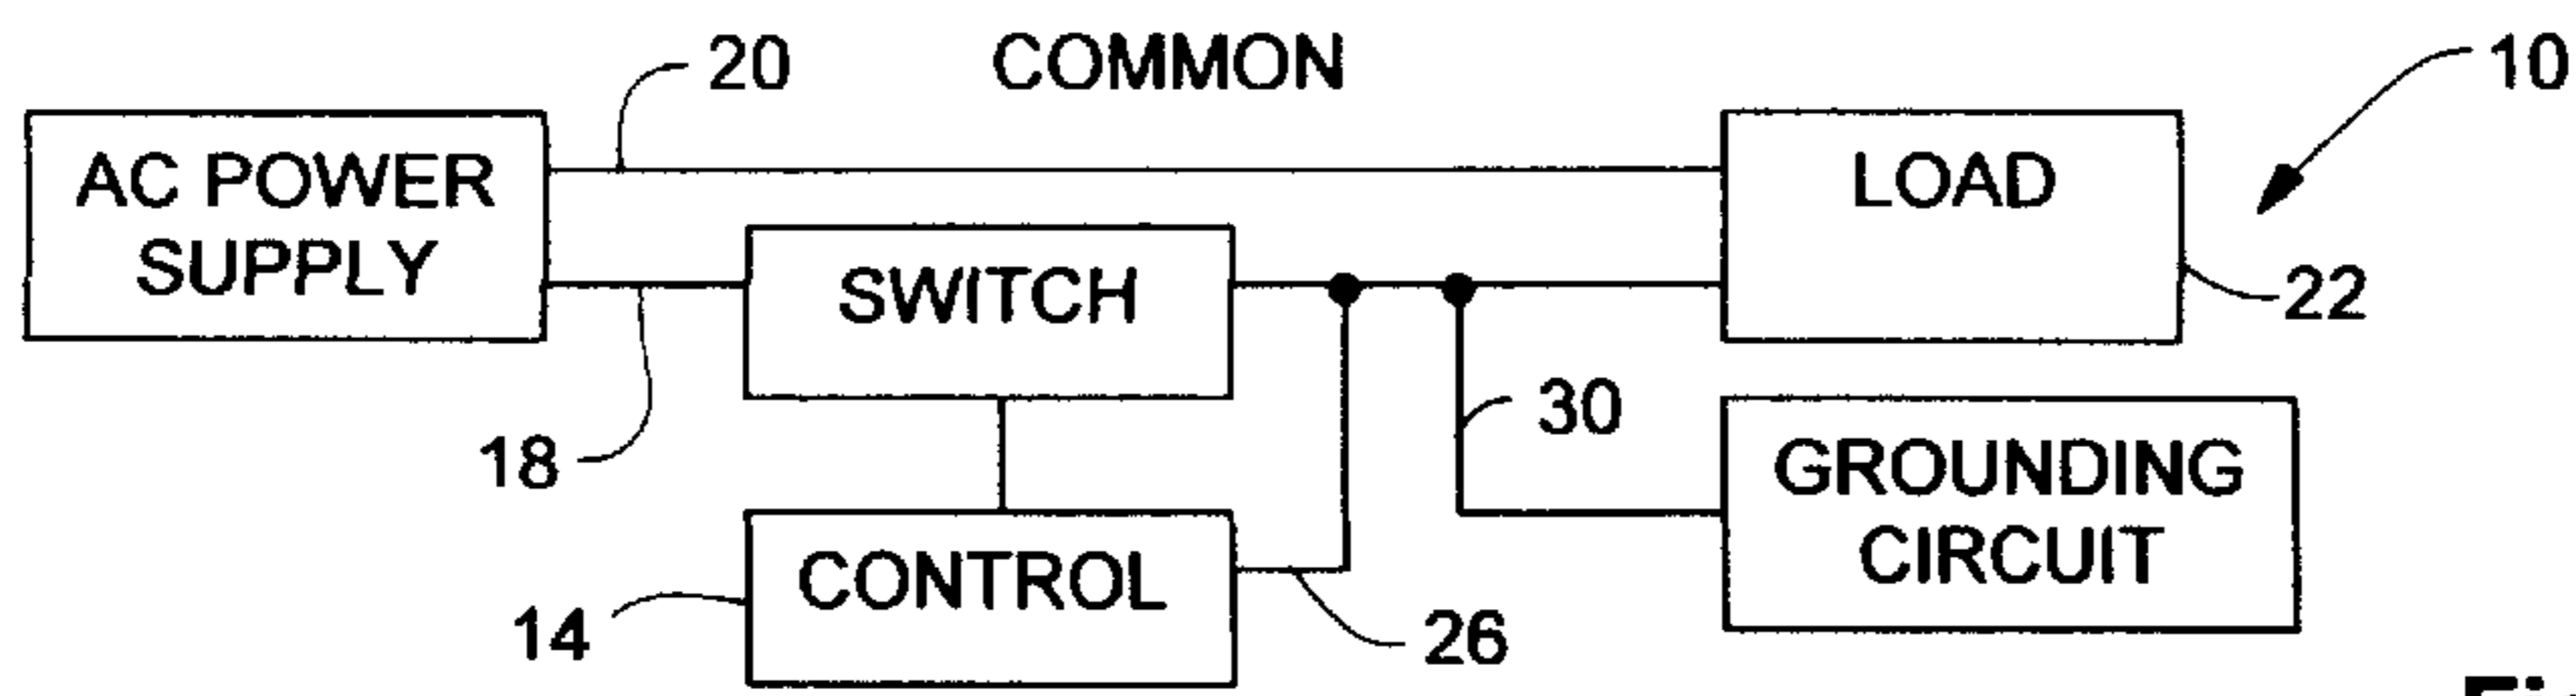 20
COMMON
10
AC POWER
SUPPLY
LOAD
SWITCH
22
18
30
GROUNDING
CIRCUIT
CONTROL
14
26